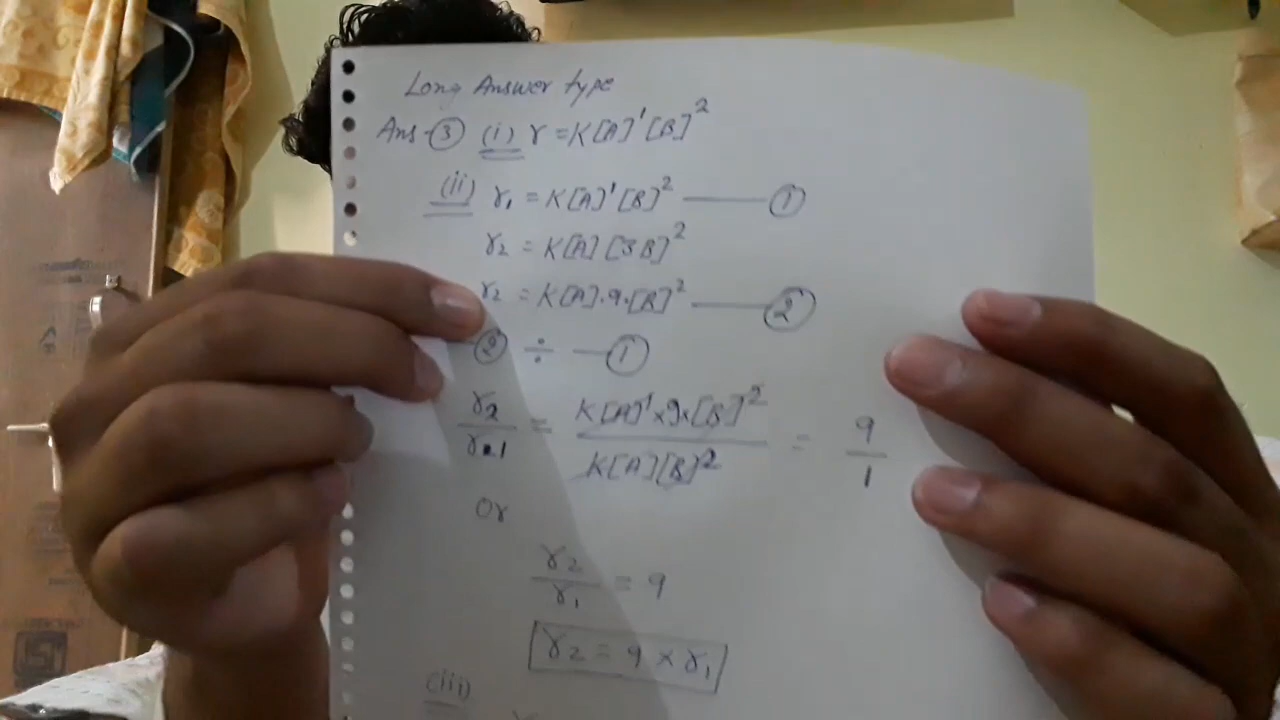 Long Answer type
Ans-③ (i) r = K[A]¹[B]²
(ii) r₁ = K[A]¹[B]² —— ①
r₂ = K[A][3B]²
r₂ = K[A].9.[B]² —— ②
② ÷ — ①
r₂/r₁ = K[A]¹×9×[B]²/K[A][B]² = 9/1
Or
r₂/r₁ = 9
r₂ = 9 × r₁
(iii)